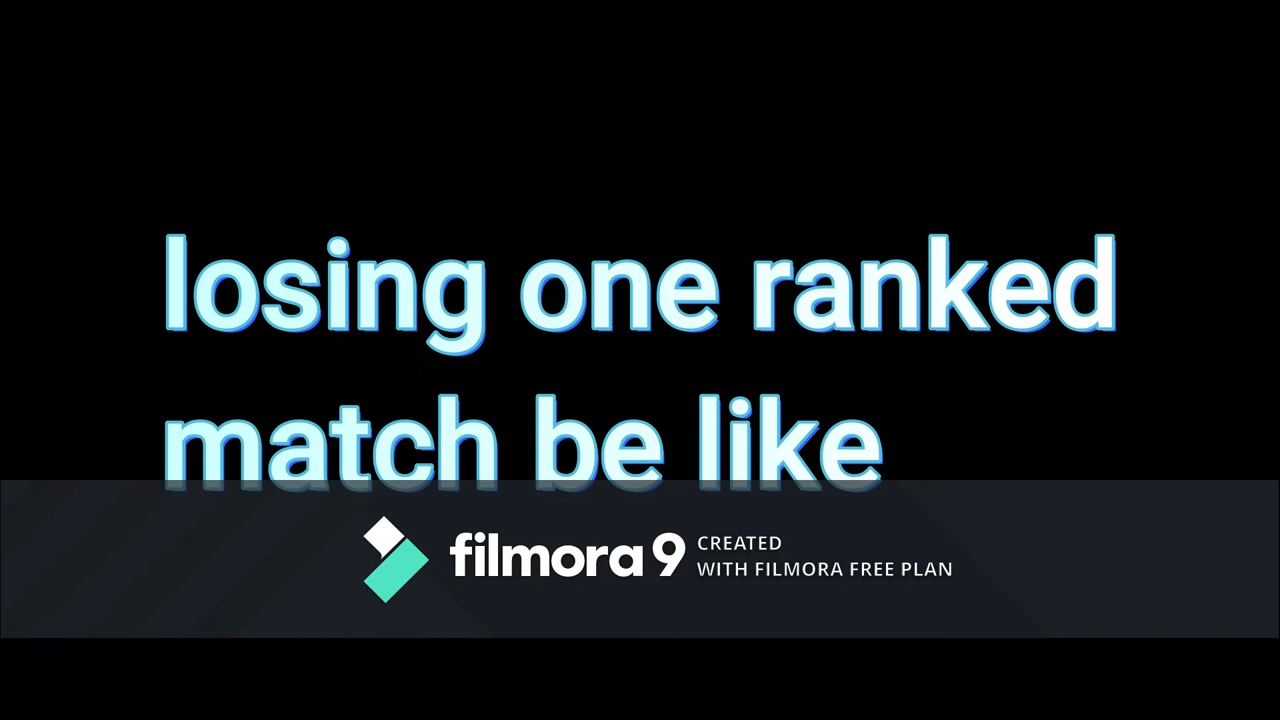 losing one ranked
match be like
filmora 9 CREATED
WITH FILMORA FREE PLAN